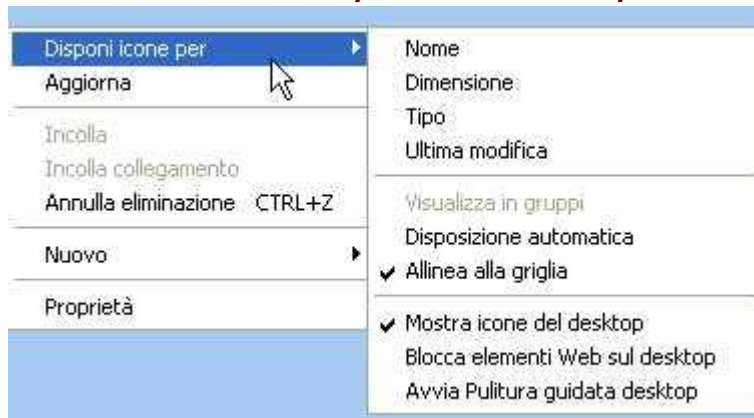 Disponi icone per
Aggiorna
Incolla
Incolla collegamento
Annulla eliminazione CTRL+Z
Nuovo
Proprietà
Nome
Dimensione
Tipo
Ultima modifica
Visualizza in gruppi
Disposizione automatica
Allinea alla griglia
Mostra icone del desktop
Blocca elementi Web sul desktop
Avvia Pulitura guidata desktop